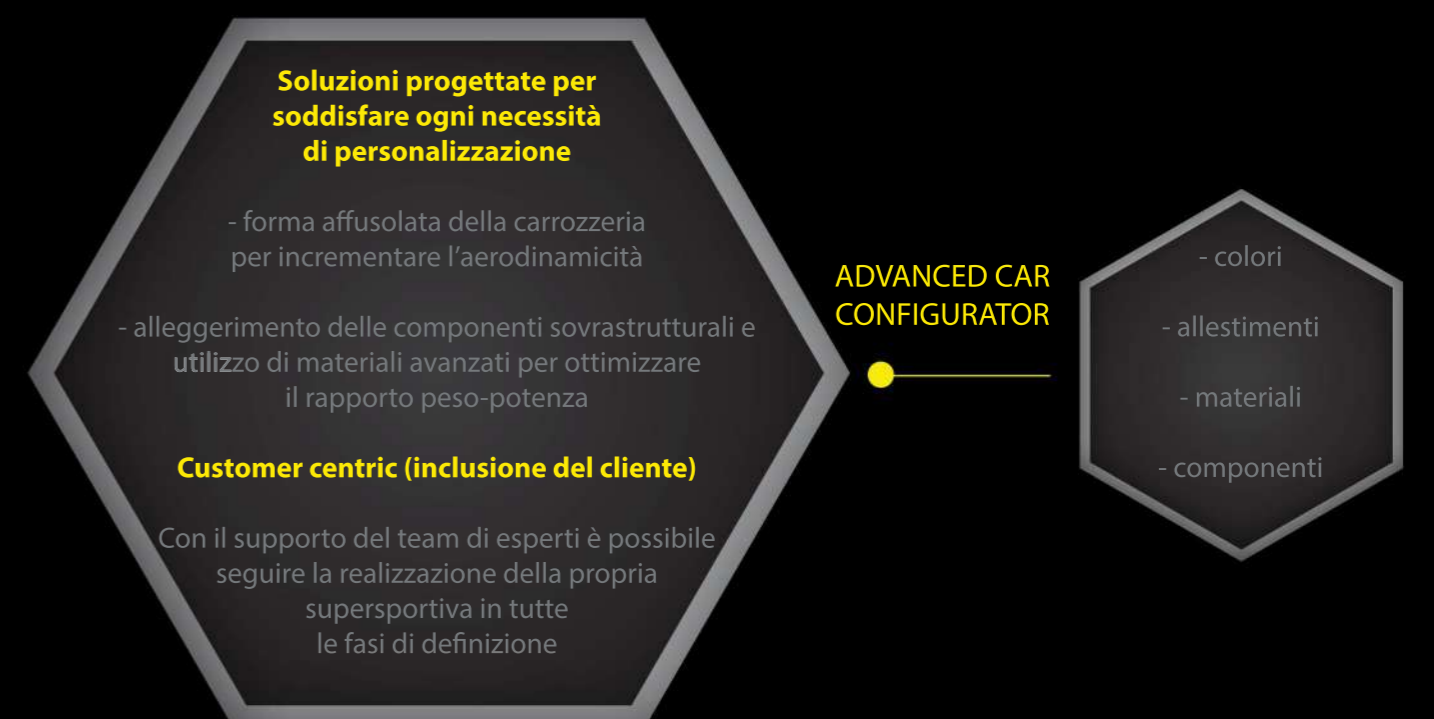 Soluzioni progettate per
soddisfare ogni necessità
di personalizzazione
- forma affusolata della carrozzeria
per incrementare l’aerodinamicità
- alleggerimento delle componenti sovrastrutturali e
utilizzo di materiali avanzati per ottimizzare
il rapporto peso-potenza
Customer centric (inclusione del cliente)
Con il supporto del team di esperti è possibile
seguire la realizzazione della propria
supersportiva in tutte
le fasi di definizione
ADVANCED CAR
CONFIGURATOR
- colori
- allestimenti
- materiali
- componenti